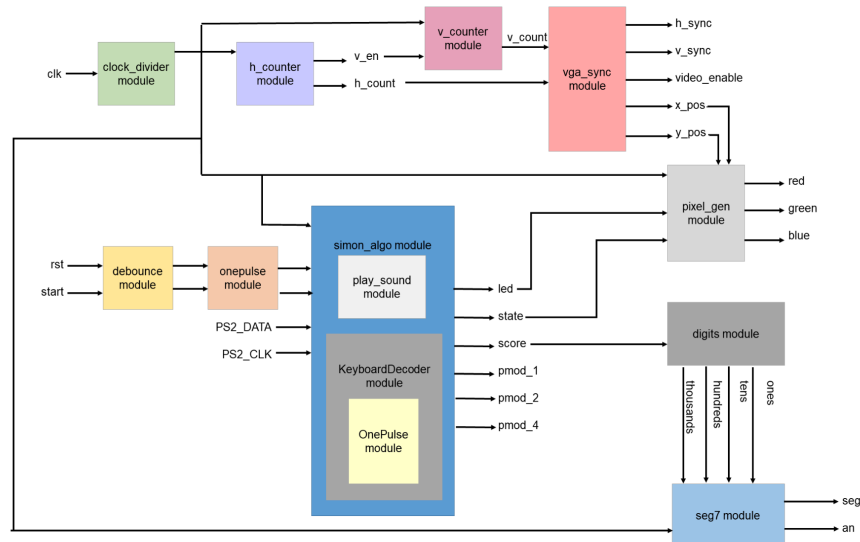 clk
clock_divider
module
h_counter
module
v_en
h_count
v_counter
module
v_count
vga_sync
module
h_sync
v_sync
video_enable
x_pos
y_pos
pixel_gen
module
red
green
blue
rst
start
debounce
module
onepulse
module
PS2_DATA
PS2_CLK
simon_algo module
play_sound
module
KeyboardDecoder
module
OnePulse
module
led
state
score
pmod_1
pmod_2
pmod_4
digits module
thousands
hundreds
tens
ones
seg7 module
seg
an